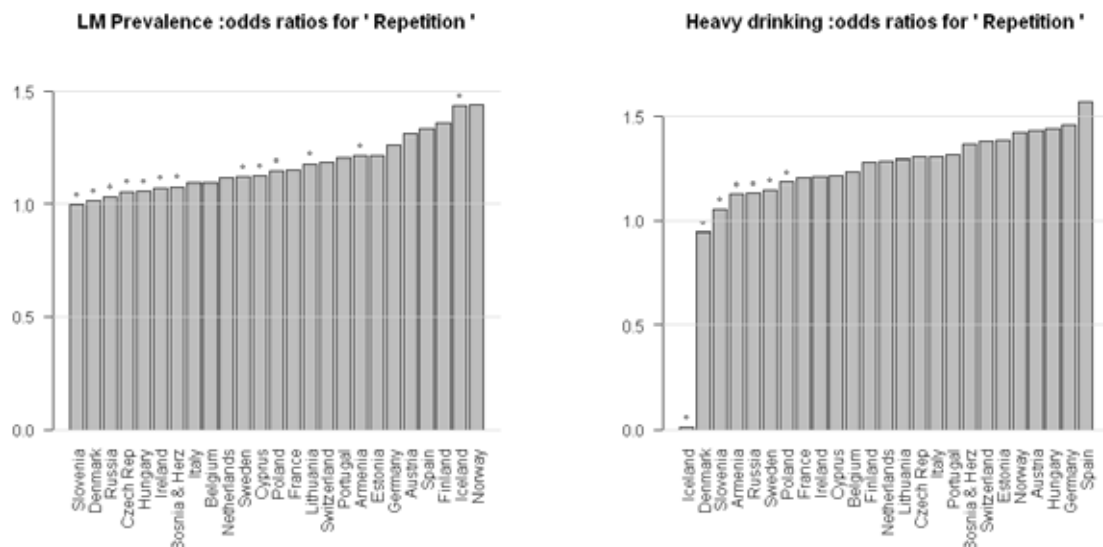 LM Prevalence :odds ratios for ' Repetition '
1.5
1.0
0.5
0.0
*
*
*
*
*
*
*
*
*
*
*
*
*
Slovenia
Denmark
Russia
Czech Rep
Hungary
Ireland
Bosnia & Herz
Italy
Belgium
Netherlands
Sweden
Cyprus
Poland
France
Lithuania
Switzerland
Portugal
Armenia
Estonia
Germany
Austria
Spain
Finland
Iceland
Norway
Heavy drinking :odds ratios for ' Repetition '
1.5
1.0
0.5
0.0
*
*
*
*
*
*
*
Iceland
Denmark
Slovenia
Armenia
Russia
Sweden
Poland
France
Ireland
Cyprus
Belgium
Finland
Netherlands
Lithuania
Czech Rep
Italy
Portugal
Bosnia & Herz
Switzerland
Estonia
Norway
Austria
Hungary
Germany
Spain